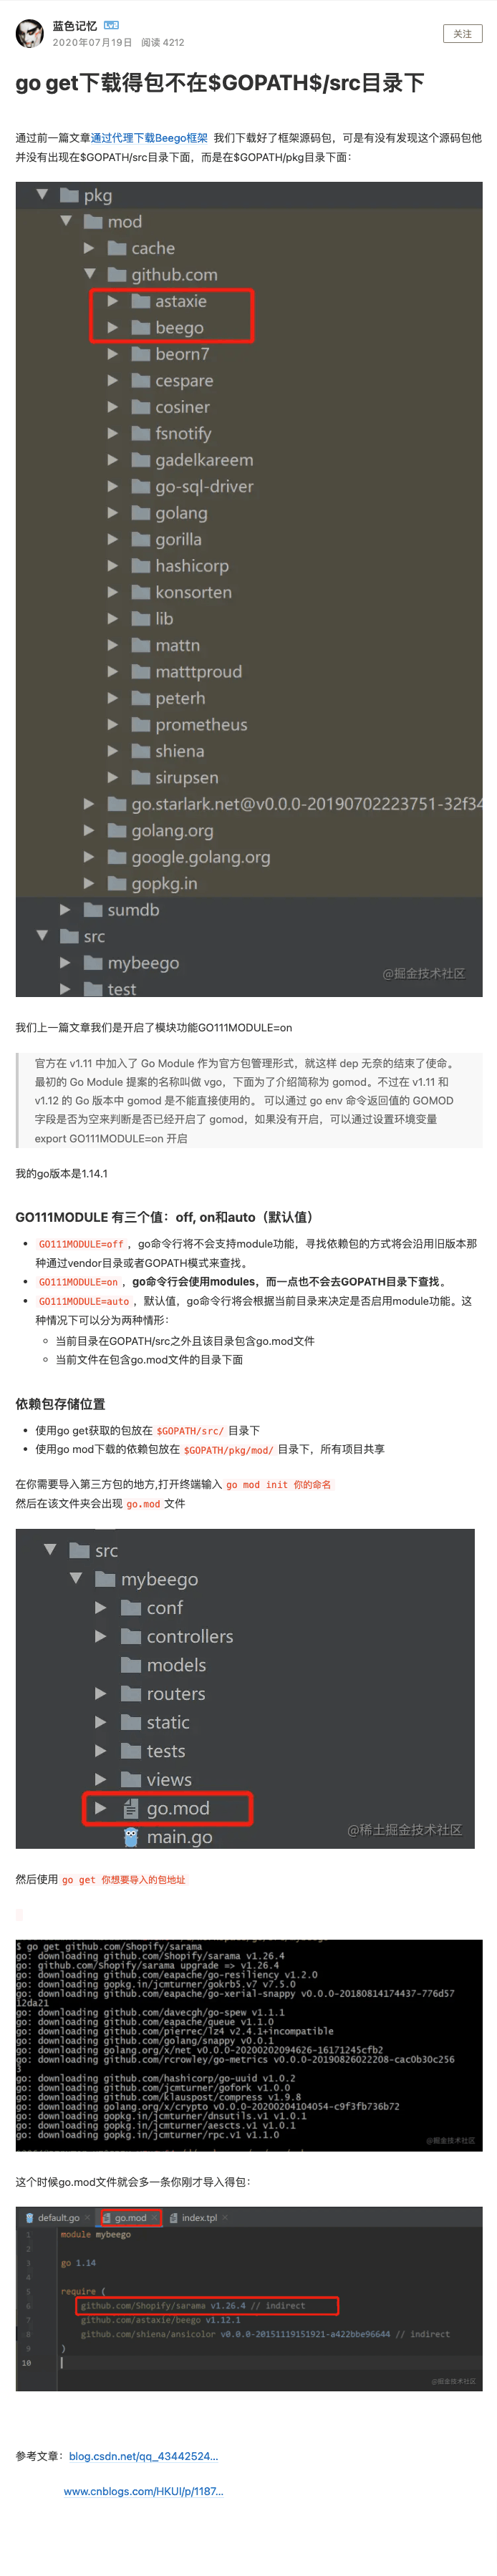 蓝色记忆
2020年07月19日 阅读 4212
关注
go get下载得包不在$GOPATH$/src目录下
通过前一篇文章通过代理下载Beego框架 我们下载好了框架源码包，可是有没有发现这个源码包他
并没有出现在$GOPATH/src目录下面，而是在$GOPATH/pkg目录下面：
pkg
mod
cache
github.com
astaxie
beego
beorn7
cespare
cosiner
fsnotify
gadelkareem
go-sql-driver
golang
gorilla
hashicorp
konsorten
lib
mattn
matttproud
peterh
prometheus
shiena
sirupsen
go.starlark.net@v0.0.0-20190702223751-32f34
golang.org
google.golang.org
gopkg.in
sumdb
src
mybeego
test
@掘金技术社区
我们上一篇文章我们是开启了模块功能GO111MODULE=on
官方在 v1.11 中加入了 Go Module 作为官方包管理形式，就这样 dep 无奈的结束了使命。
最初的 Go Module 提案的名称叫做 vgo，下面为了介绍简称为 gomod。不过在 v1.11 和
v1.12 的 Go 版本中 gomod 是不能直接使用的。可以通过 go env 命令返回值的 GOMOD
字段是否为空来判断是否已经开启了 gomod，如果没有开启，可以通过设置环境变量
export GO111MODULE=on 开启
我的go版本是1.14.1
GO111MODULE 有三个值：off, on和auto（默认值）
GO111MODULE=off，go命令行将不会支持module功能，寻找依赖包的方式将会沿用旧版本那
种通过vendor目录或者GOPATH模式来查找。
GO111MODULE=on，go命令行会使用modules，而一点也不会去GOPATH目录下查找。
GO111MODULE=auto，默认值，go命令行将会根据当前目录来决定是否启用module功能。这
种情况下可以分为两种情形：
当前目录在GOPATH/src之外且该目录包含go.mod文件
当前文件在包含go.mod文件的目录下面
依赖包存储位置
使用go get获取的包放在 $GOPATH/src/ 目录下
使用go mod下载的依赖包放在 $GOPATH/pkg/mod/ 目录下，所有项目共享
在你需要导入第三方包的地方,打开终端输入 go mod init 你的命名
然后在该文件夹会出现 go.mod 文件
src
mybeego
conf
controllers
models
routers
static
tests
views
go.mod
main.go
@稀土掘金技术社区
然后使用 go get 你想要导入的包地址
$ go get github.com/Shopify/sarama
go: downloading github.com/Shopify/sarama v1.26.4
go: github.com/Shopify/sarama upgrade => v1.26.4
go: downloading github.com/eapache/go-resiliency v1.2.0
go: downloading gopkg.in/jcmturner/gokrb5.v7 v7.5.0
go: downloading github.com/eapache/go-xerial-snappy v0.0.0-20180814174437-776d57
12da21
go: downloading github.com/davecgh/go-spew v1.1.1
go: downloading github.com/eapache/queue v1.1.0
go: downloading github.com/pierrec/lz4 v2.4.1+incompatible
go: downloading github.com/golang/snappy v0.0.1
go: downloading golang.org/x/net v0.0.0-20200202094626-16171245cfb2
go: downloading github.com/rcrowley/go-metrics v0.0.0-20190826022208-cac0b30c256
3
go: downloading github.com/hashicorp/go-uuid v1.0.2
go: downloading github.com/jcmturner/gofork v1.0.0
go: downloading github.com/klauspost/compress v1.9.8
go: downloading golang.org/x/crypto v0.0.0-20200204104054-c9f3fb736b72
go: downloading gopkg.in/jcmturner/dnsutils.v1 v1.0.1
go: downloading gopkg.in/jcmturner/aescts.v1 v1.0.1
go: downloading gopkg.in/jcmturner/rpc.v1 v1.1.0
@掘金技术社区
这个时候go.mod文件就会多一条你刚才导入得包：
default.go × go.mod × index.tpl ×
1 module mybeego
2
3 go 1.14
4
5 require (
6 github.com/Shopify/sarama v1.26.4 // indirect
7 github.com/astaxie/beego v1.12.1
8 github.com/shiena/ansicolor v0.0.0-20151119151921-a422bbe96644 // indirect
9 )
10
@掘金技术社区
参考文章：blog.csdn.net/qq_43442524...
www.cnblogs.com/HKUI/p/1187...